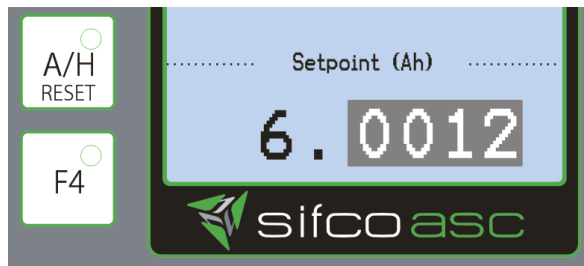 A/H
RESET
Setpoint (Ah)
6.0012
F4
sifco asc